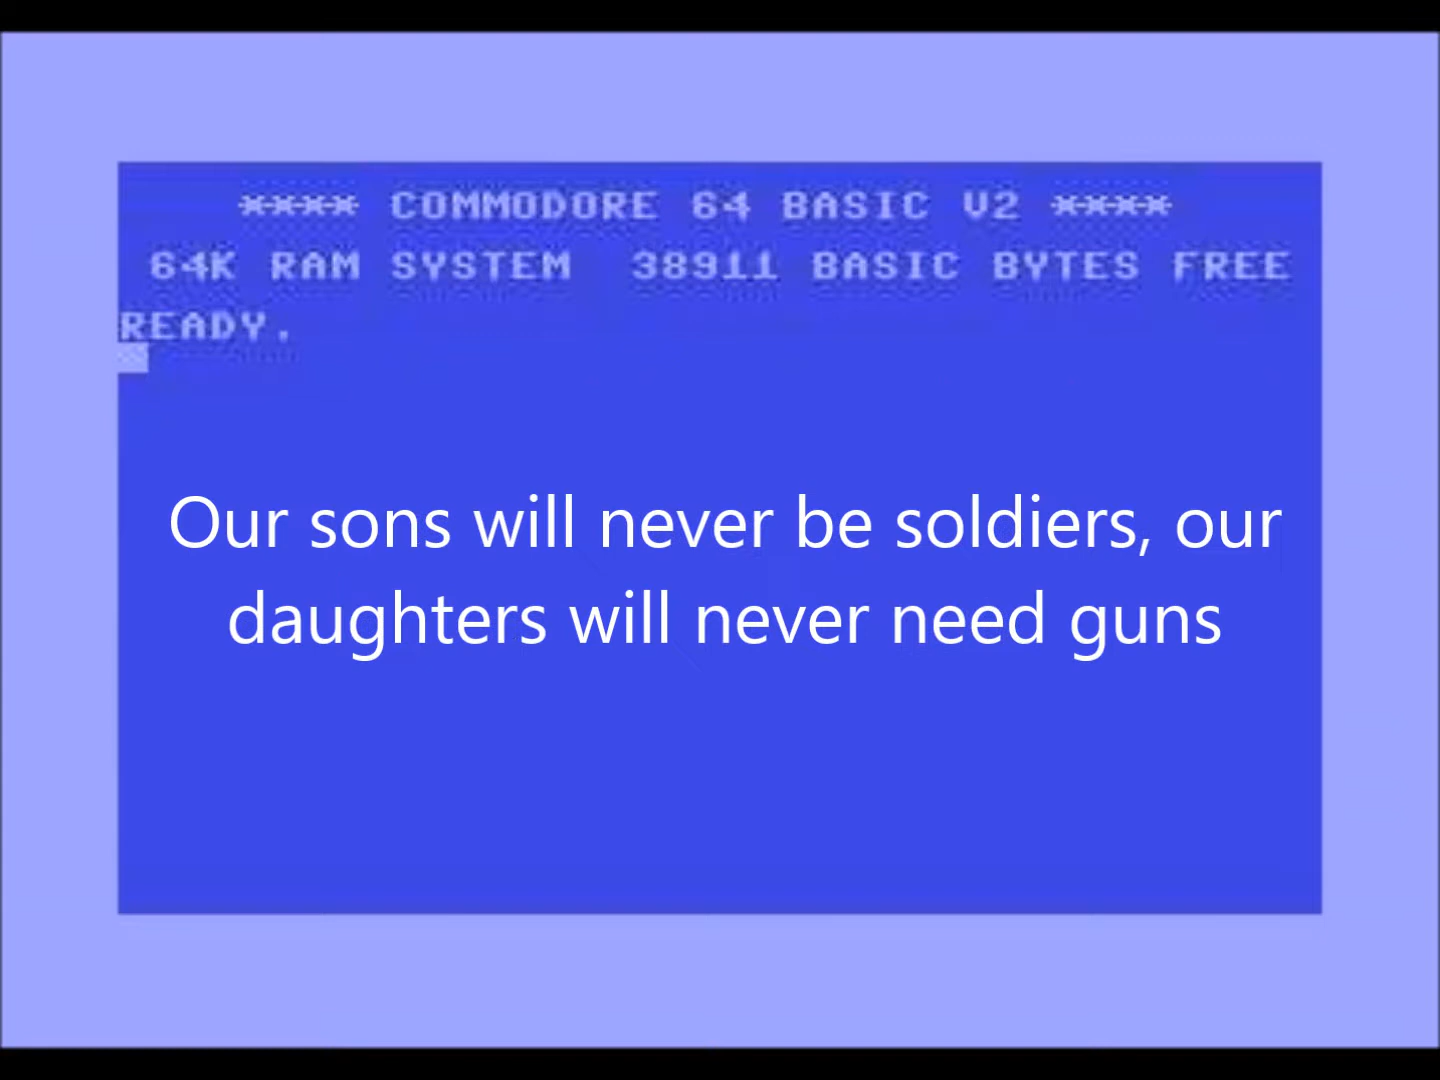 **** COMMODORE 64 BASIC V2 ****
64K RAM SYSTEM 38911 BASIC BYTES FREE
READY.
Our sons will never be soldiers, our
daughters will never need guns